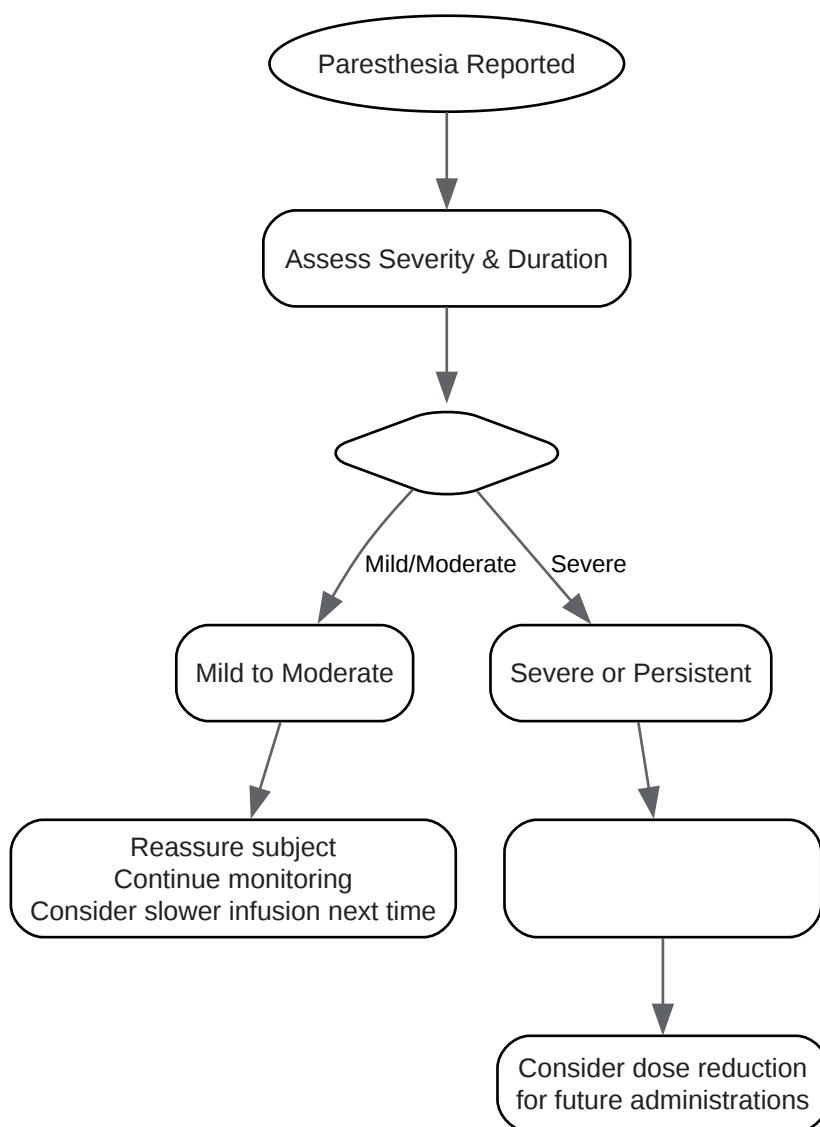 Paresthesia Reported
Assess Severity & Duration
Mild/Moderate
Severe
Mild to Moderate
Severe or Persistent
Reassure subject
Continue monitoring
Consider slower infusion next time
Consider dose reduction
for future administrations